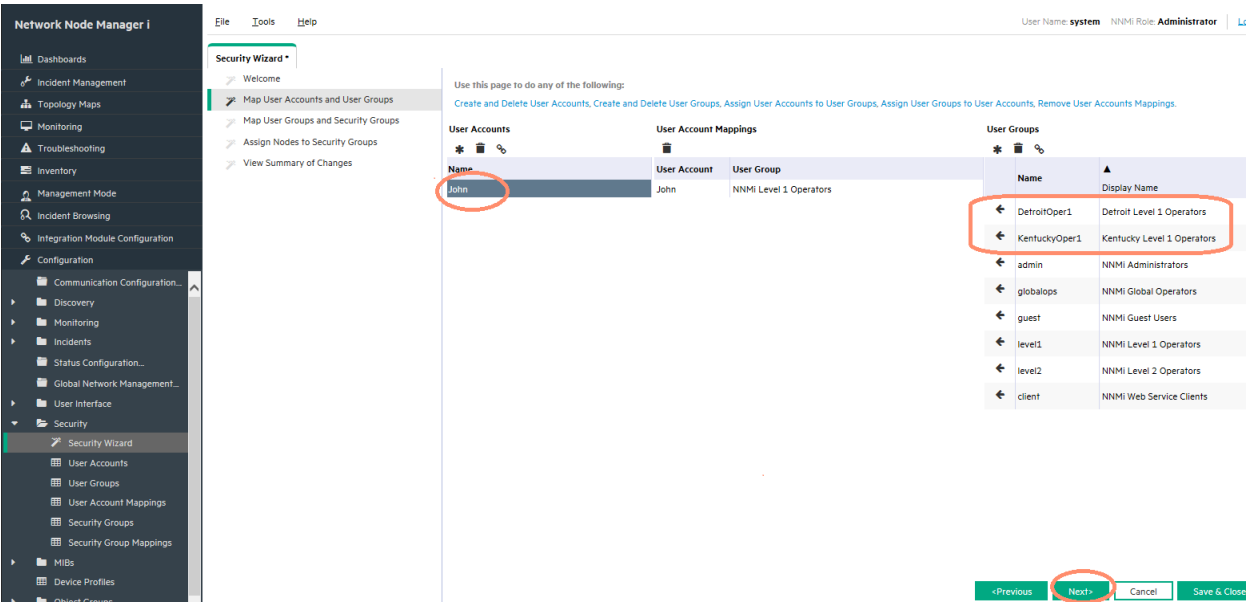 Network Node Manager i
File Tools Help
User Name: system NNMi Role: Administrator
Dashboards
Incident Management
Topology Maps
Monitoring
Troubleshooting
Inventory
Management Mode
Incident Browsing
Integration Module Configuration
Configuration
Communication Configuration...
Discovery
Monitoring
Incidents
Status Configuration...
Global Network Management...
User Interface
Security
Security Wizard
User Accounts
User Groups
User Account Mappings
Security Groups
Security Group Mappings
MIBs
Device Profiles
Object Groups
Security Wizard *
Welcome
Map User Accounts and User Groups
Map User Groups and Security Groups
Assign Nodes to Security Groups
View Summary of Changes
Use this page to do any of the following:
Create and Delete User Accounts, Create and Delete User Groups, Assign User Accounts to User Groups, Assign User Groups to User Accounts, Remove User Accounts Mappings.
User Accounts
Name
John
User Account Mappings
User Account User Group
John NNMi Level 1 Operators
User Groups
Name Display Name
DetroitOper1 Detroit Level 1 Operators
KentuckyOper1 Kentucky Level 1 Operators
admin NNMi Administrators
globalops NNMi Global Operators
guest NNMi Guest Users
level1 NNMi Level 1 Operators
level2 NNMi Level 2 Operators
client NNMi Web Service Clients
<Previous Next> Cancel Save & Close